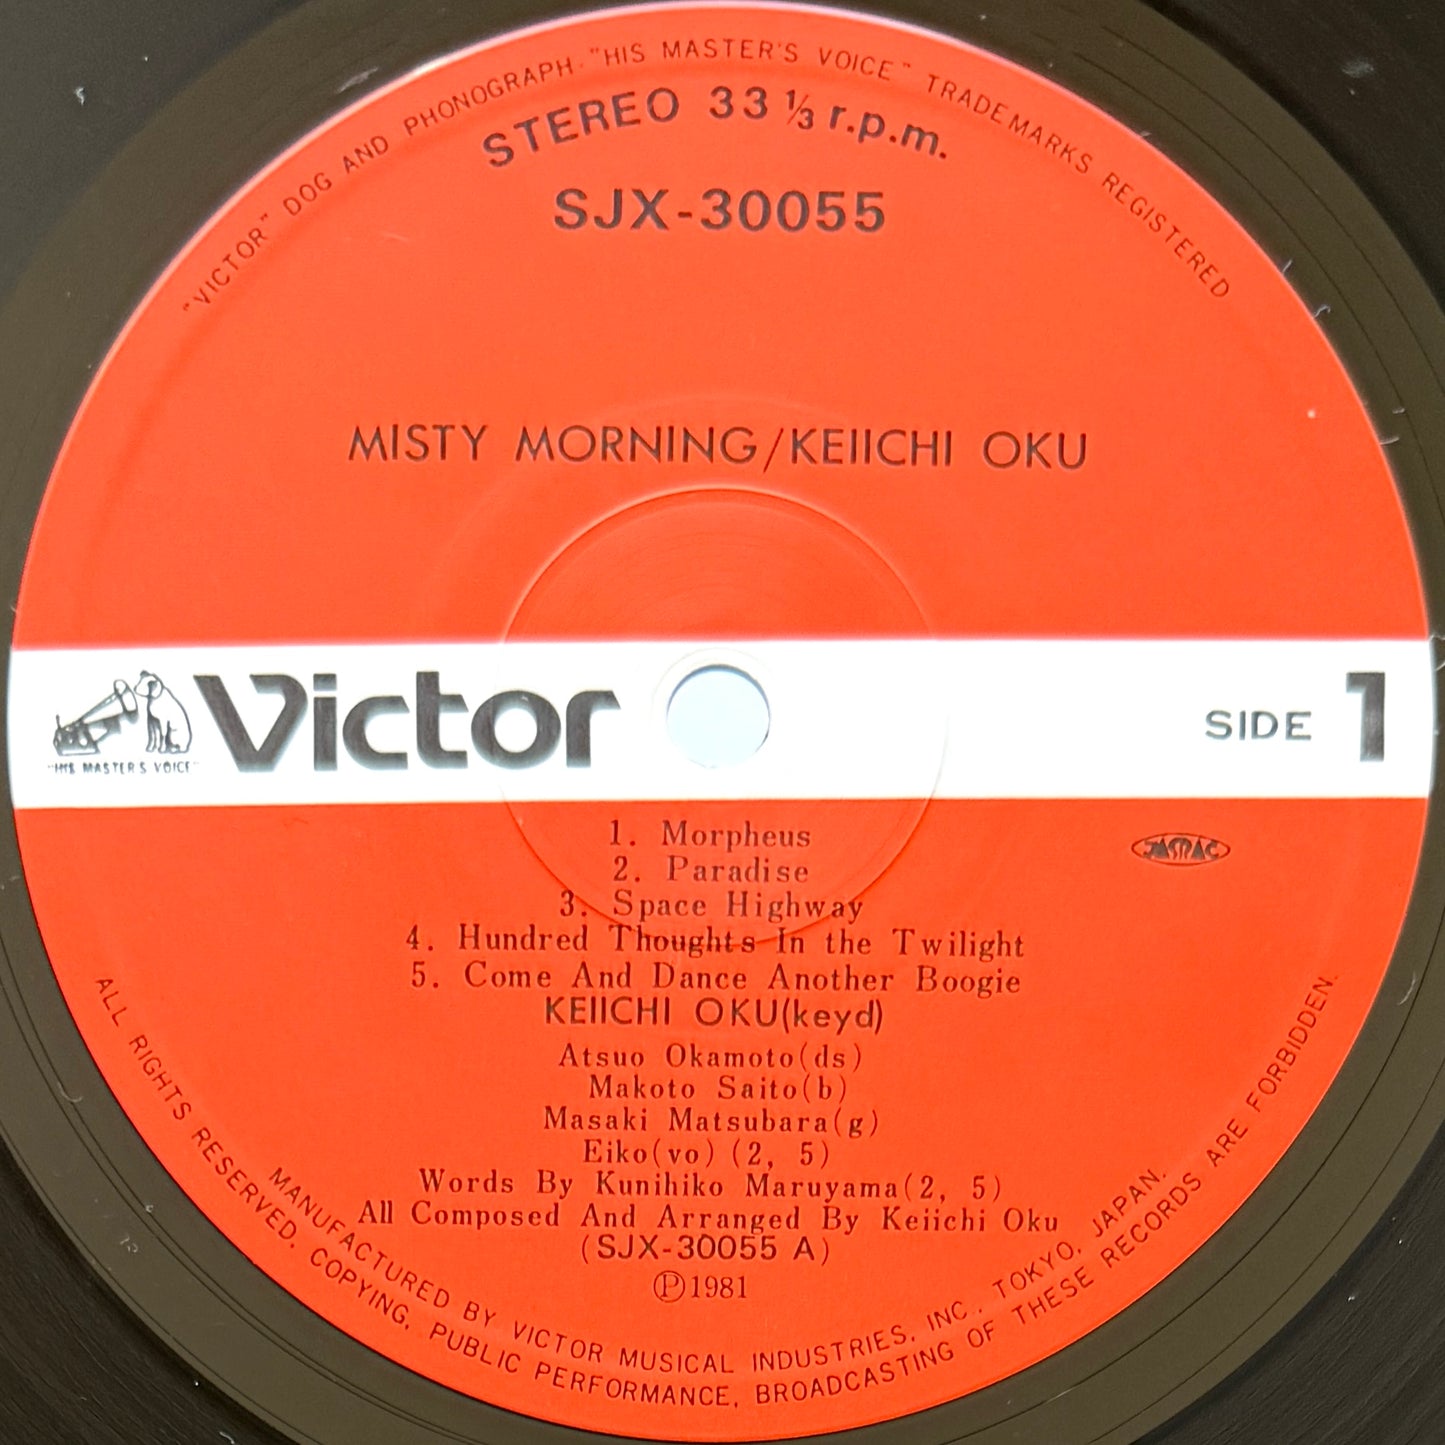 "VICTOR" DOG AND PHONOGRAPH. "HIS MASTER'S VOICE" TRADEMARKS REGISTERED
STEREO 33 ⅓ r.p.m.
SJX-30055
MISTY MORNING/KEIICHI OKU
"HIS MASTER'S VOICE"
Victor
SIDE 1
JASRAC
1. Morpheus
2. Paradise
3. Space Highway
4. Hundred Thoughts In the Twilight
5. Come And Dance Another Boogie
KEIICHI OKU(keyd)
Atsuo Okamoto(ds)
Makoto Saito(b)
Masaki Matsubara(g)
Eiko(vo) (2, 5)
Words By Kunihiko Maruyama(2, 5)
All Composed And Arranged By Keiichi Oku
(SJX-30055 A)
Ⓟ1981
MANUFACTURED BY VICTOR MUSICAL INDUSTRIES, INC., TOKYO, JAPAN.
ALL RIGHTS RESERVED. COPYING, PUBLIC PERFORMANCE, BROADCASTING OF THESE RECORDS ARE FORBIDDEN.